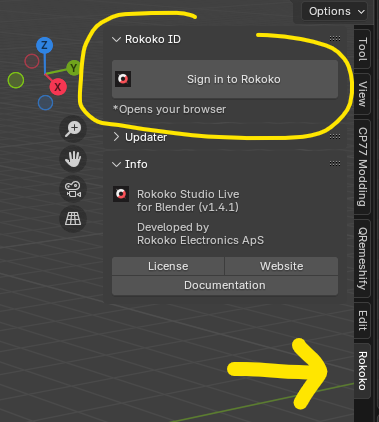 Options
Rokoko ID
Sign in to Rokoko
*Opens your browser
Updater
Info
Rokoko Studio Live
for Blender (v1.4.1)
Developed by
Rokoko Electronics ApS
License
Website
Documentation
Z
Y
X
Tool
View
CP77 Modding
QRemeshify
Edit
Rokoko